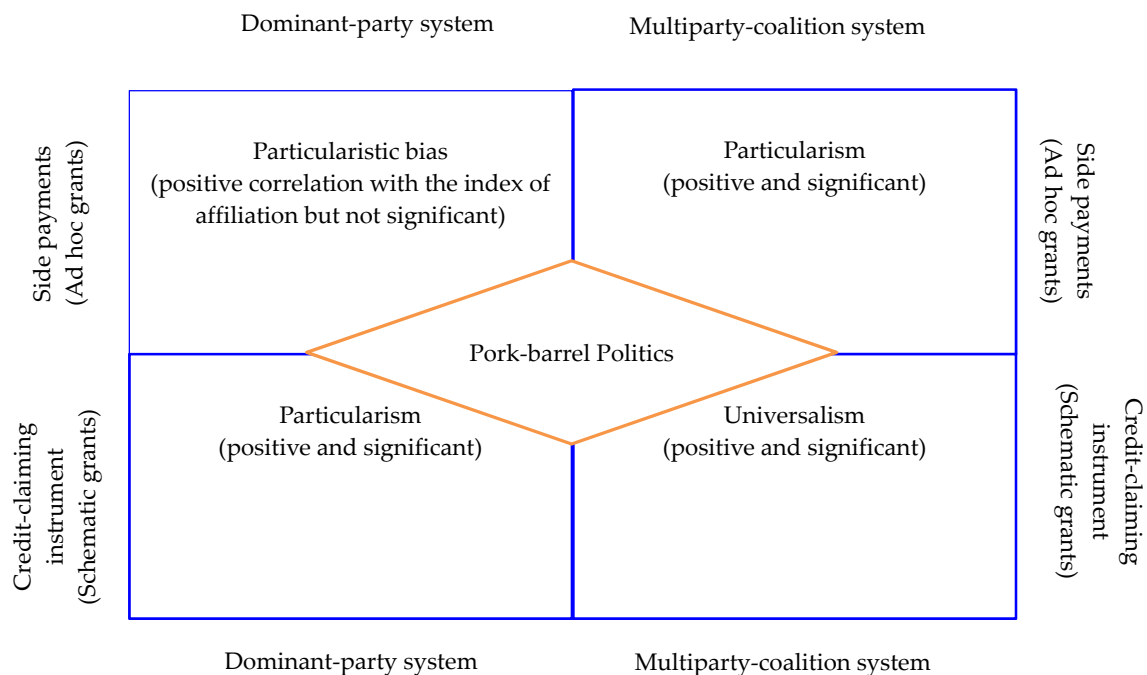 Dominant-party system
Multiparty-coalition system
Side payments
(Ad hoc grants)
Particularistic bias
(positive correlation with the index of
affiliation but not significant)
Particularism
(positive and significant)
Side payments
(Ad hoc grants)
Pork-barrel Politics
Credit-claiming
instrument
(Schematic grants)
Particularism
(positive and significant)
Universalism
(positive and significant)
Credit-claiming
instrument
(Schematic grants)
Dominant-party system
Multiparty-coalition system